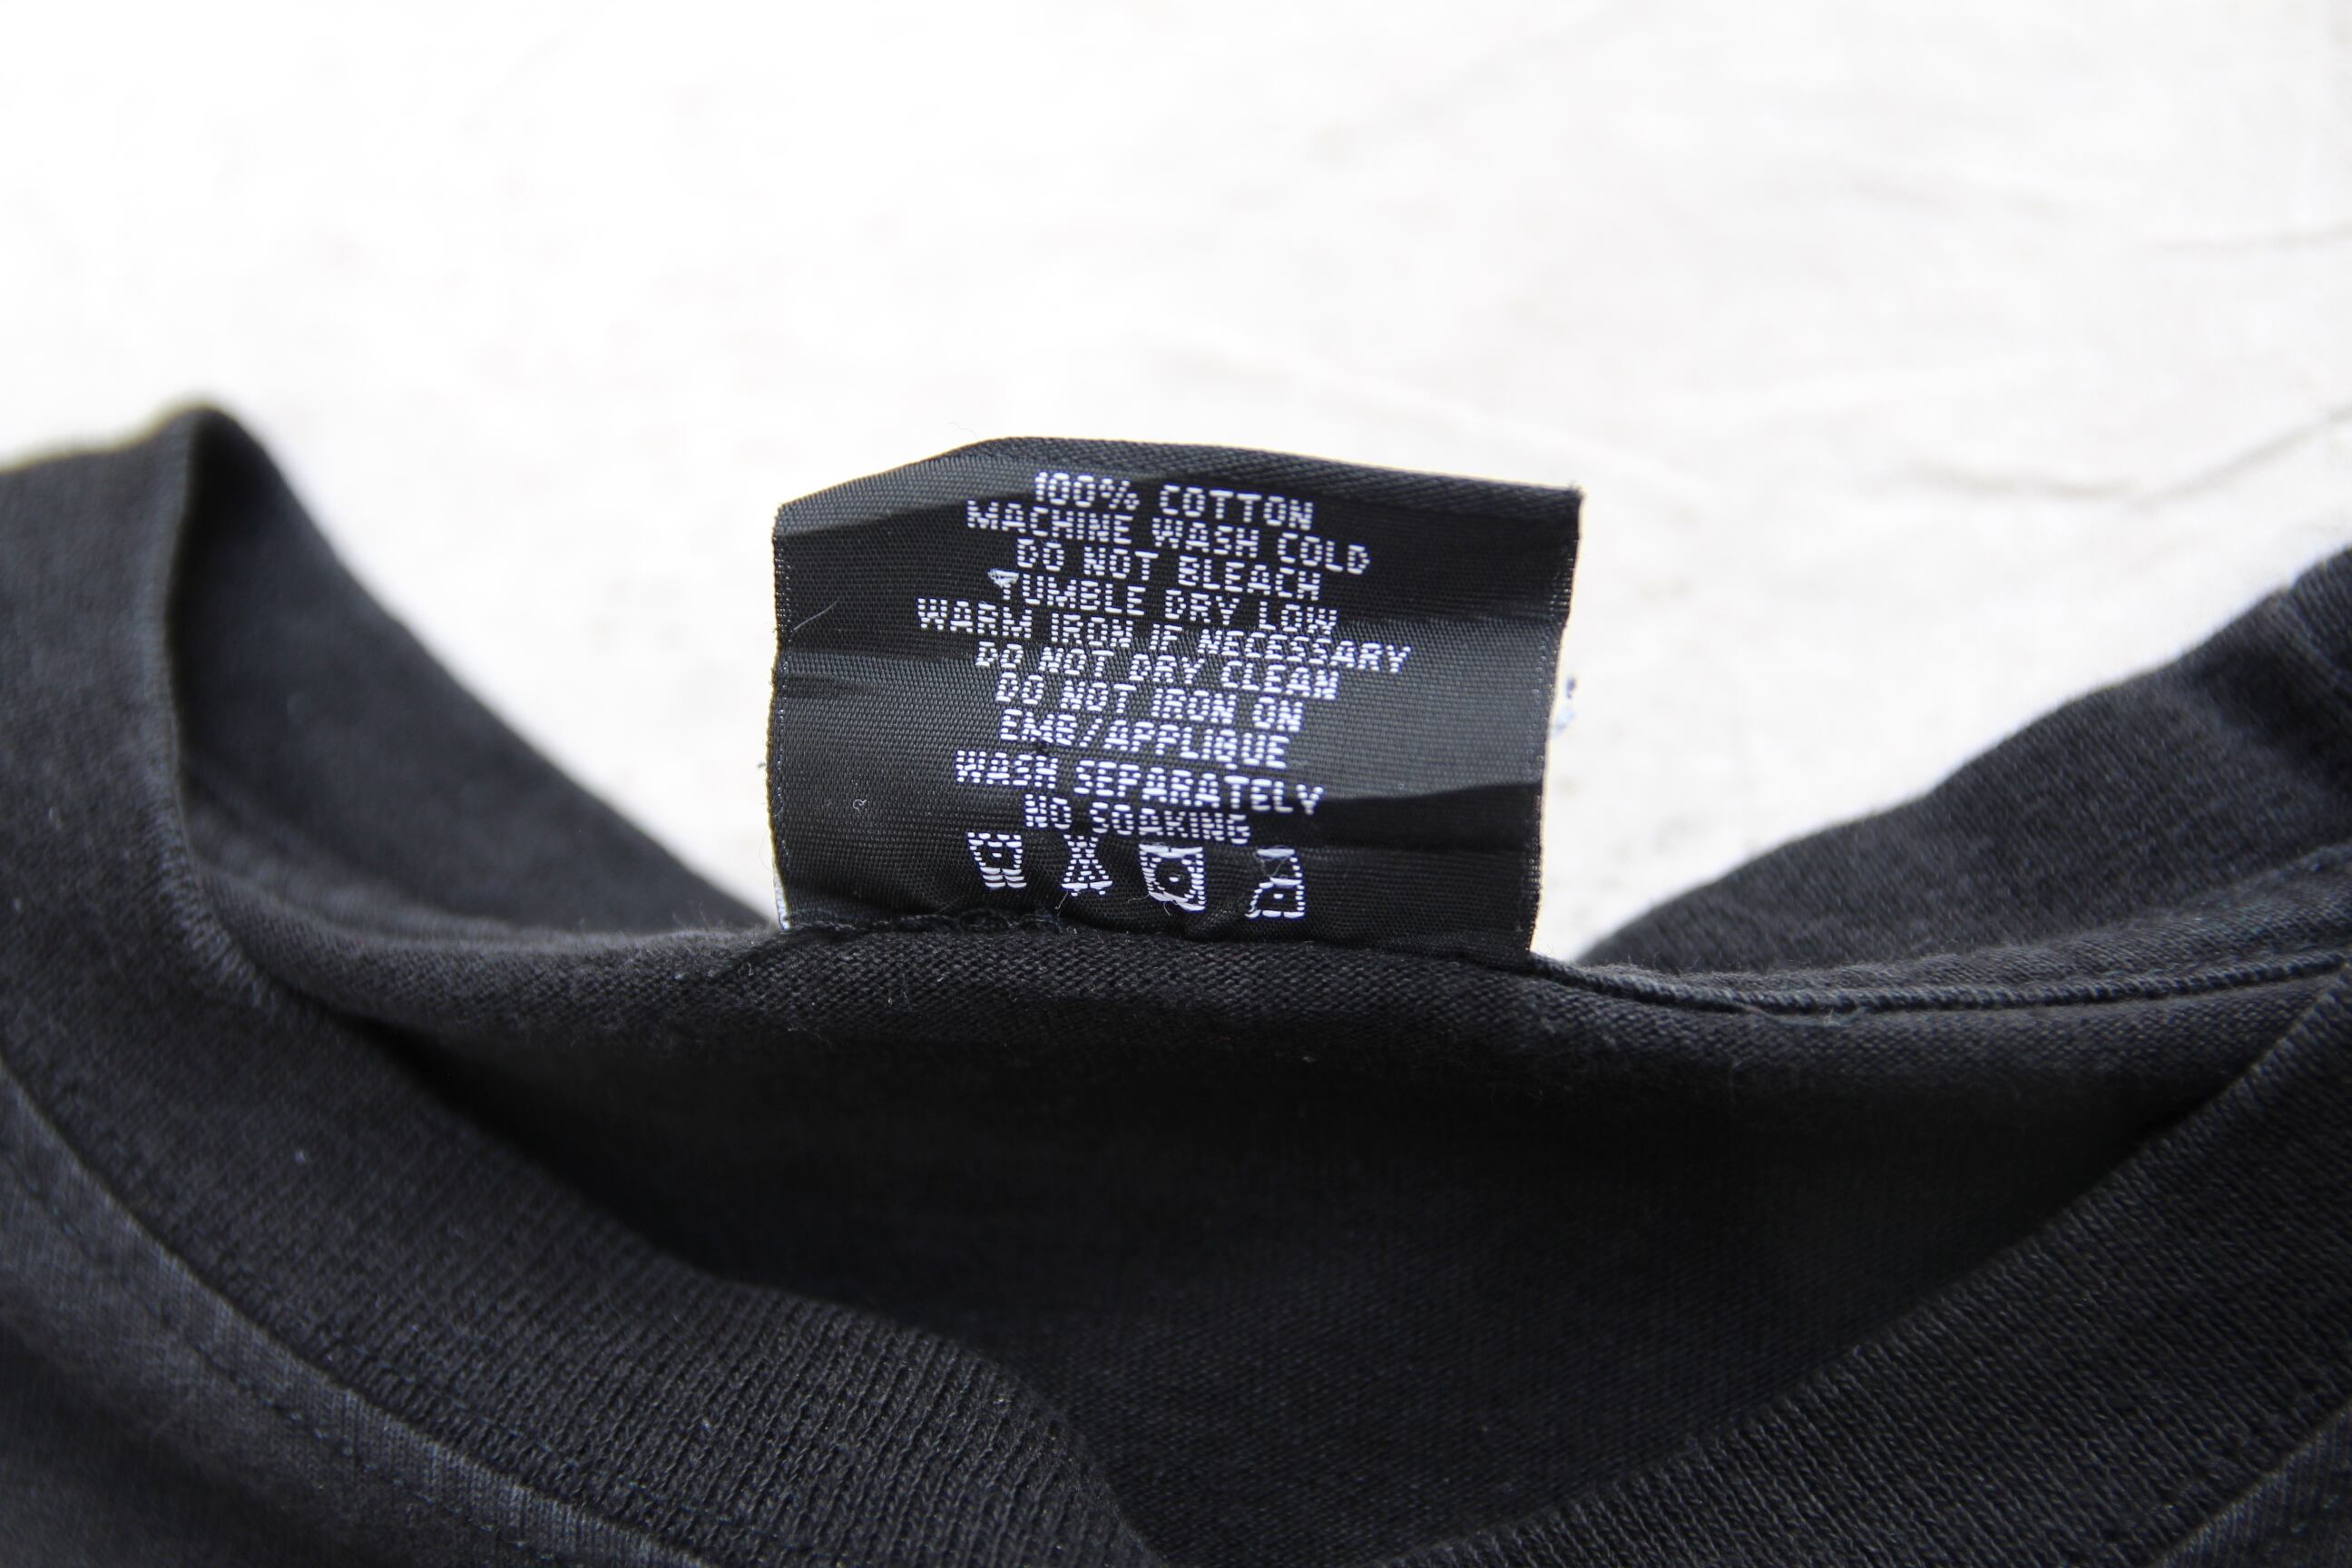 100% COTTON
MACHINE WASH COLD
DO NOT BLEACH
TUMBLE DRY LOW
WARM IRON IF NECESSARY
DO NOT DRY CLEAN
DO NOT IRON ON
EMB/APPLIQUE
WASH SEPARATELY
NO SOAKING